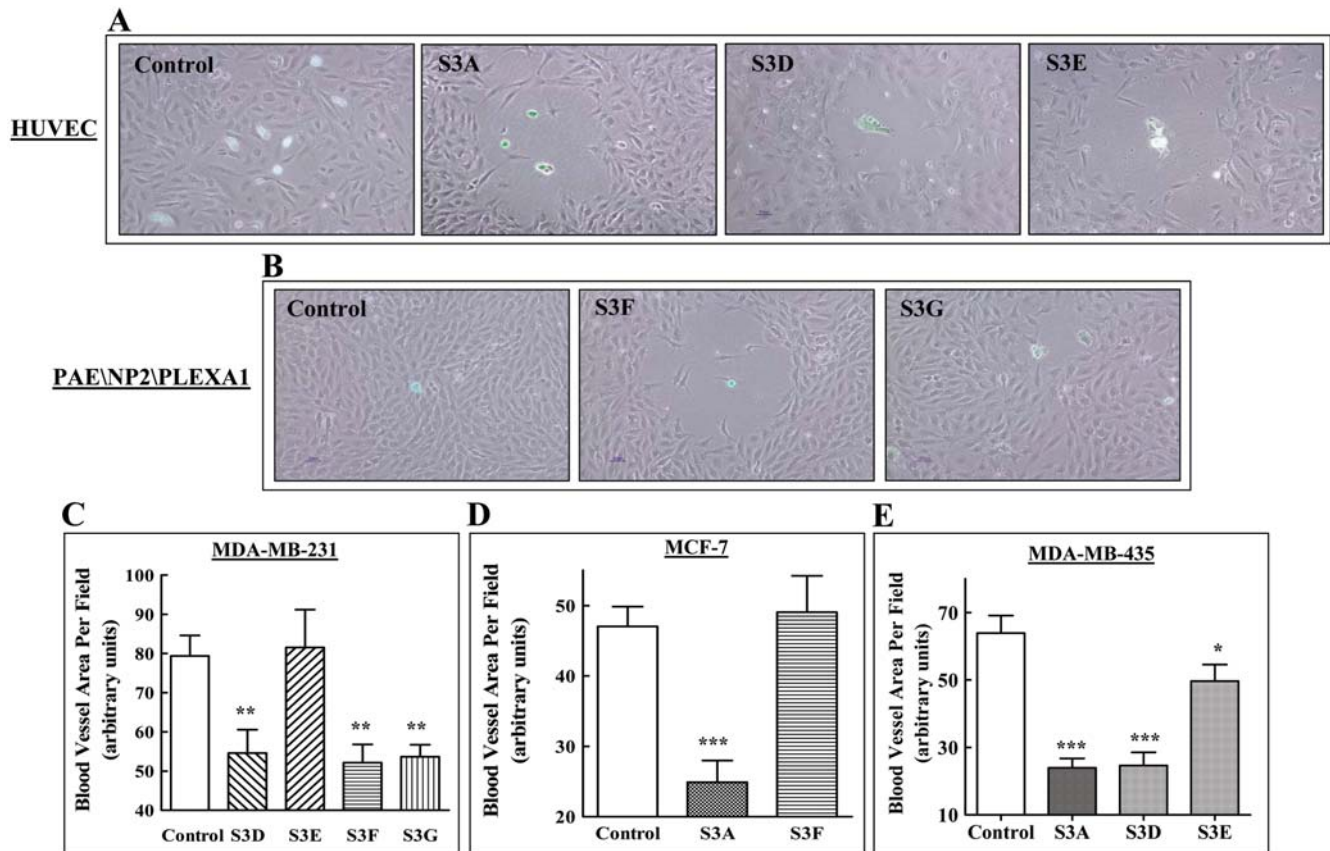 A
HUVEC
Control
S3A
S3D
S3E
B
PAE\NP2\PLEXA1
Control
S3F
S3G
C
MDA-MB-231
Blood Vessel Area Per Field
(arbitrary units)
100
90
80
70
60
50
40
**
**
**
Control S3D S3E S3F S3G
D
MCF-7
Blood Vessel Area Per Field
(arbitrary units)
50
40
30
20
***
Control S3A S3F
E
MDA-MB-435
Blood Vessel Area Per Field
(arbitrary units)
70
50
30
10
***
***
*
Control S3A S3D S3E